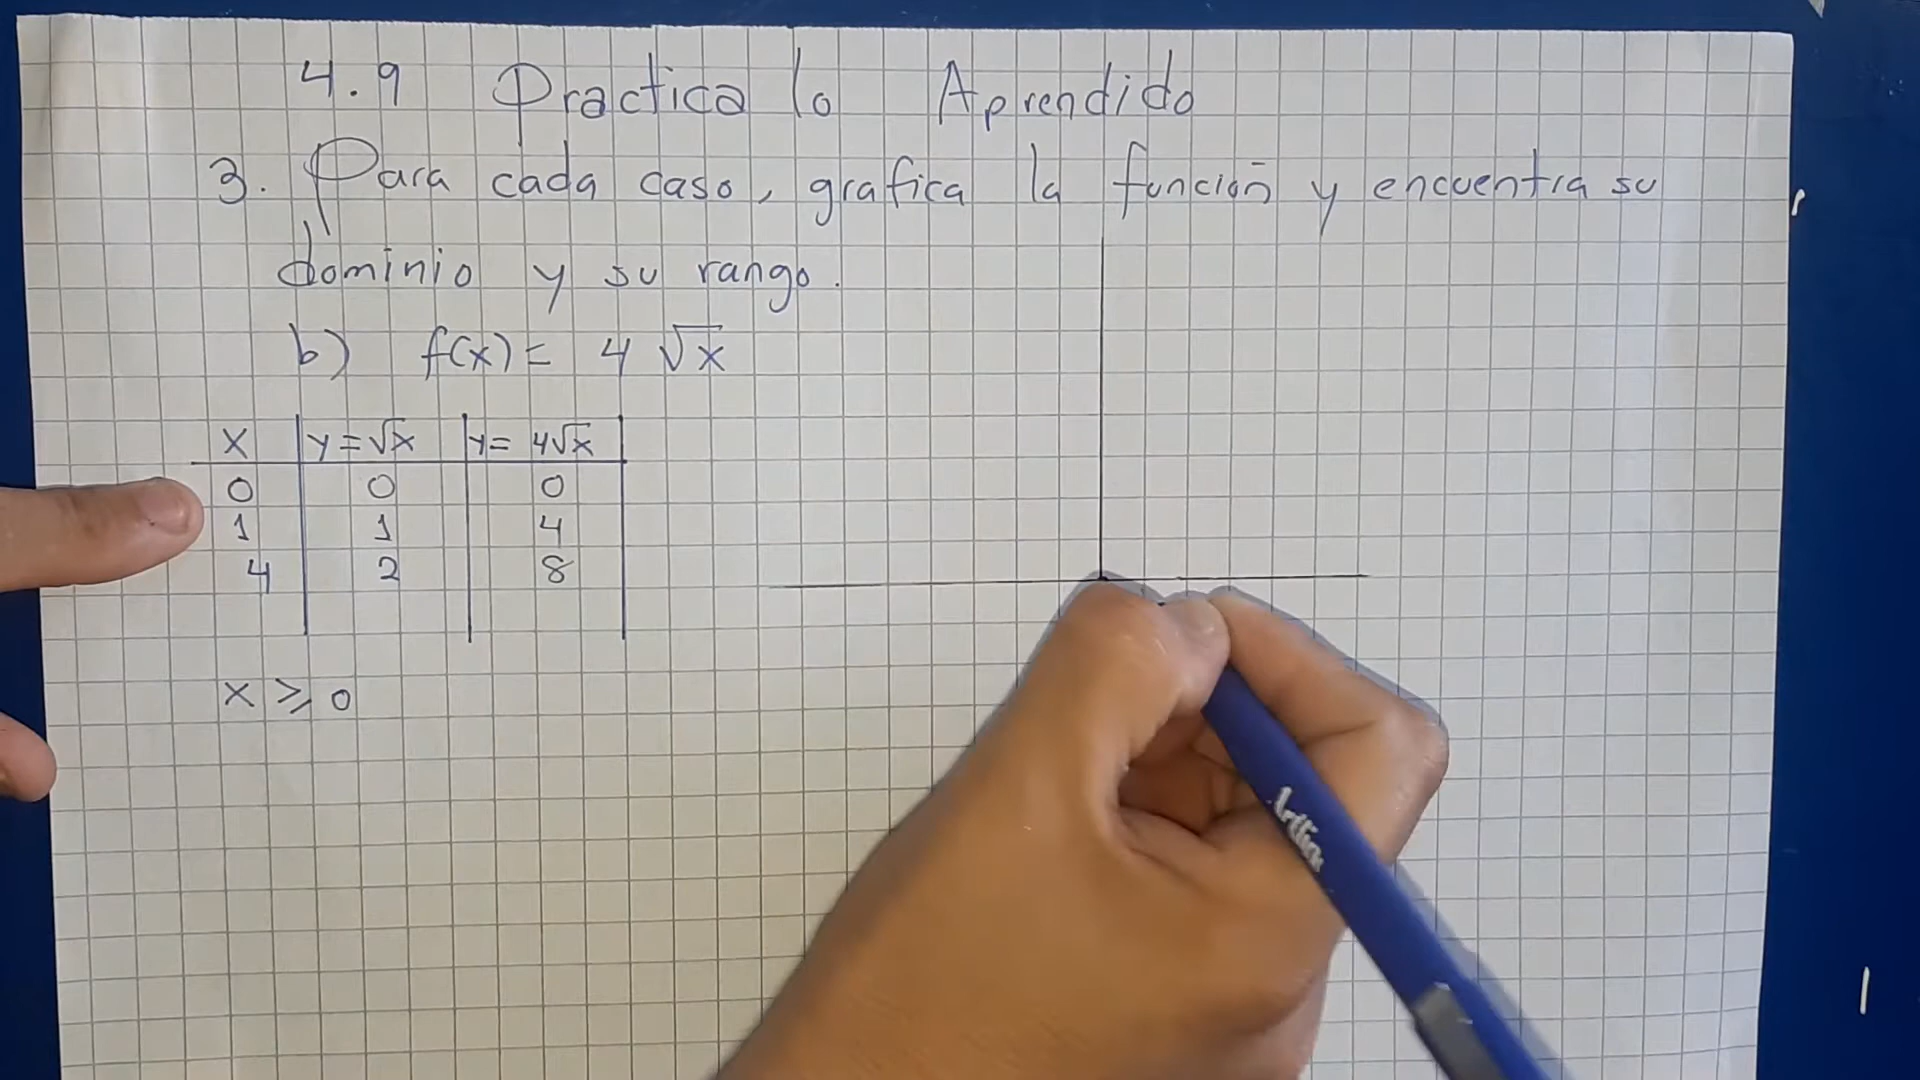 4.9 Practica lo Aprendido
3. Para cada caso, grafica la función y encuentra su
dominio y su rango.
b) f(x) = 4 √x
x | y = √x | y = 4√x
0 | 0 | 0
1 | 1 | 4
4 | 2 | 8
x ⩾ 0